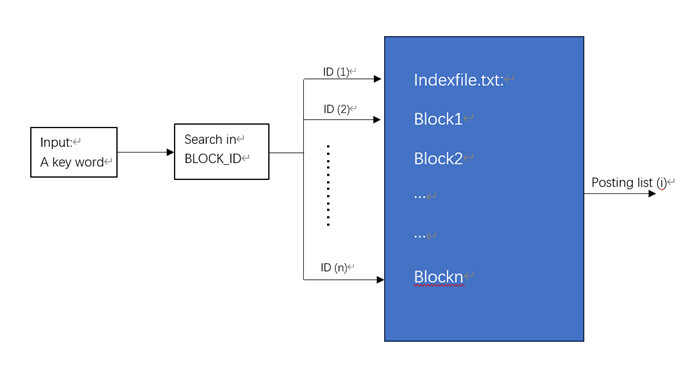 Input:
A key word
Search in
BLOCK_ID
ID (1)
ID (2)
ID (n)
Indexfile.txt:
Block1
Block2
...
...
Blockn
Posting list (i)